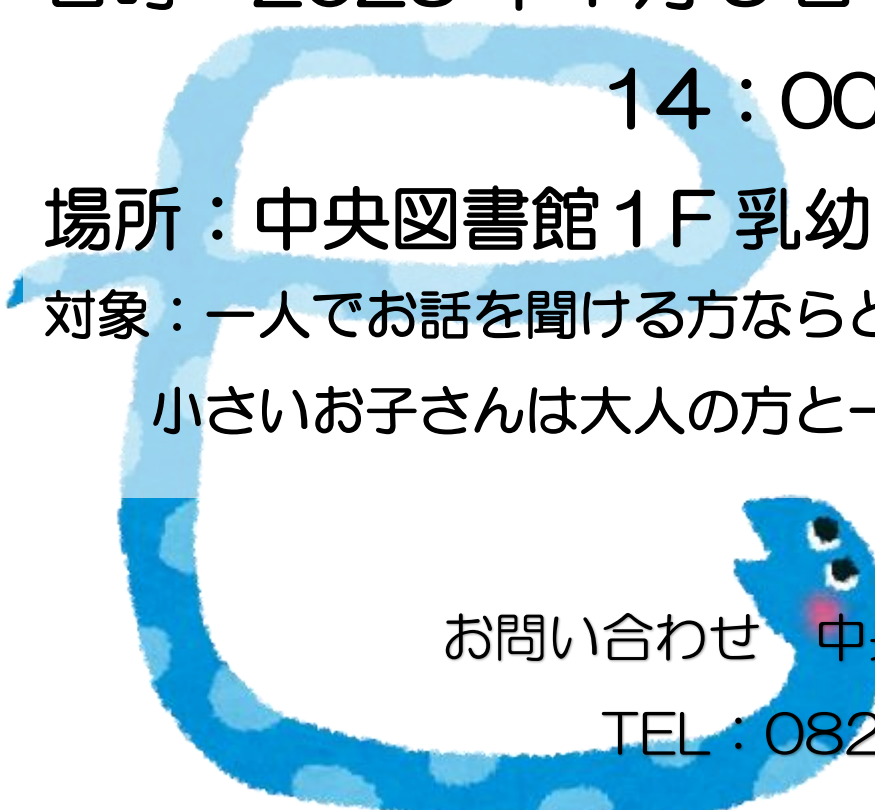 14：00
場所：中央図書館１F 乳幼
対象：一人でお話を聞ける方なら
小さいお子さんは大人の方と一
お問い合わせ　中
TEL：082